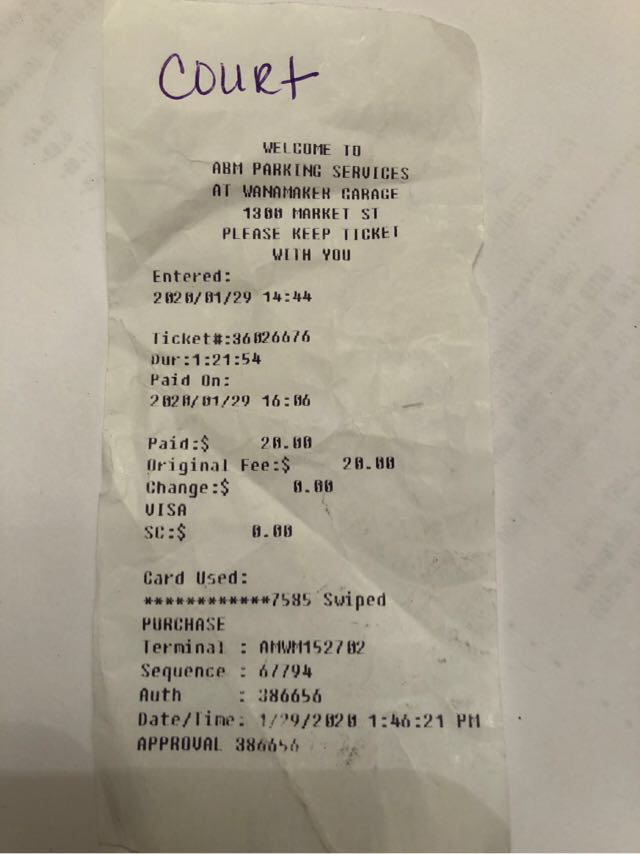 COURT
WELCOME TO
ABM PARKING SERVICES
AT WANAMAKER GARAGE
1300 MARKET ST
PLEASE KEEP TICKET
WITH YOU
Entered:
2020/01/29 14:44
Ticket#:36026676
Dur:1:21:54
Paid On:
2020/01/29 16:06
Paid:$ 20.00
Original Fee:$ 20.00
Change:$ 0.00
VISA
SC:$ 0.00
Card Used:
************7585 Swiped
PURCHASE
Terminal : AMWM152702
Sequence : 67794
Auth : 386656
Date/Time: 1/29/2020 1:46:21 PM
APPROVAL 386656